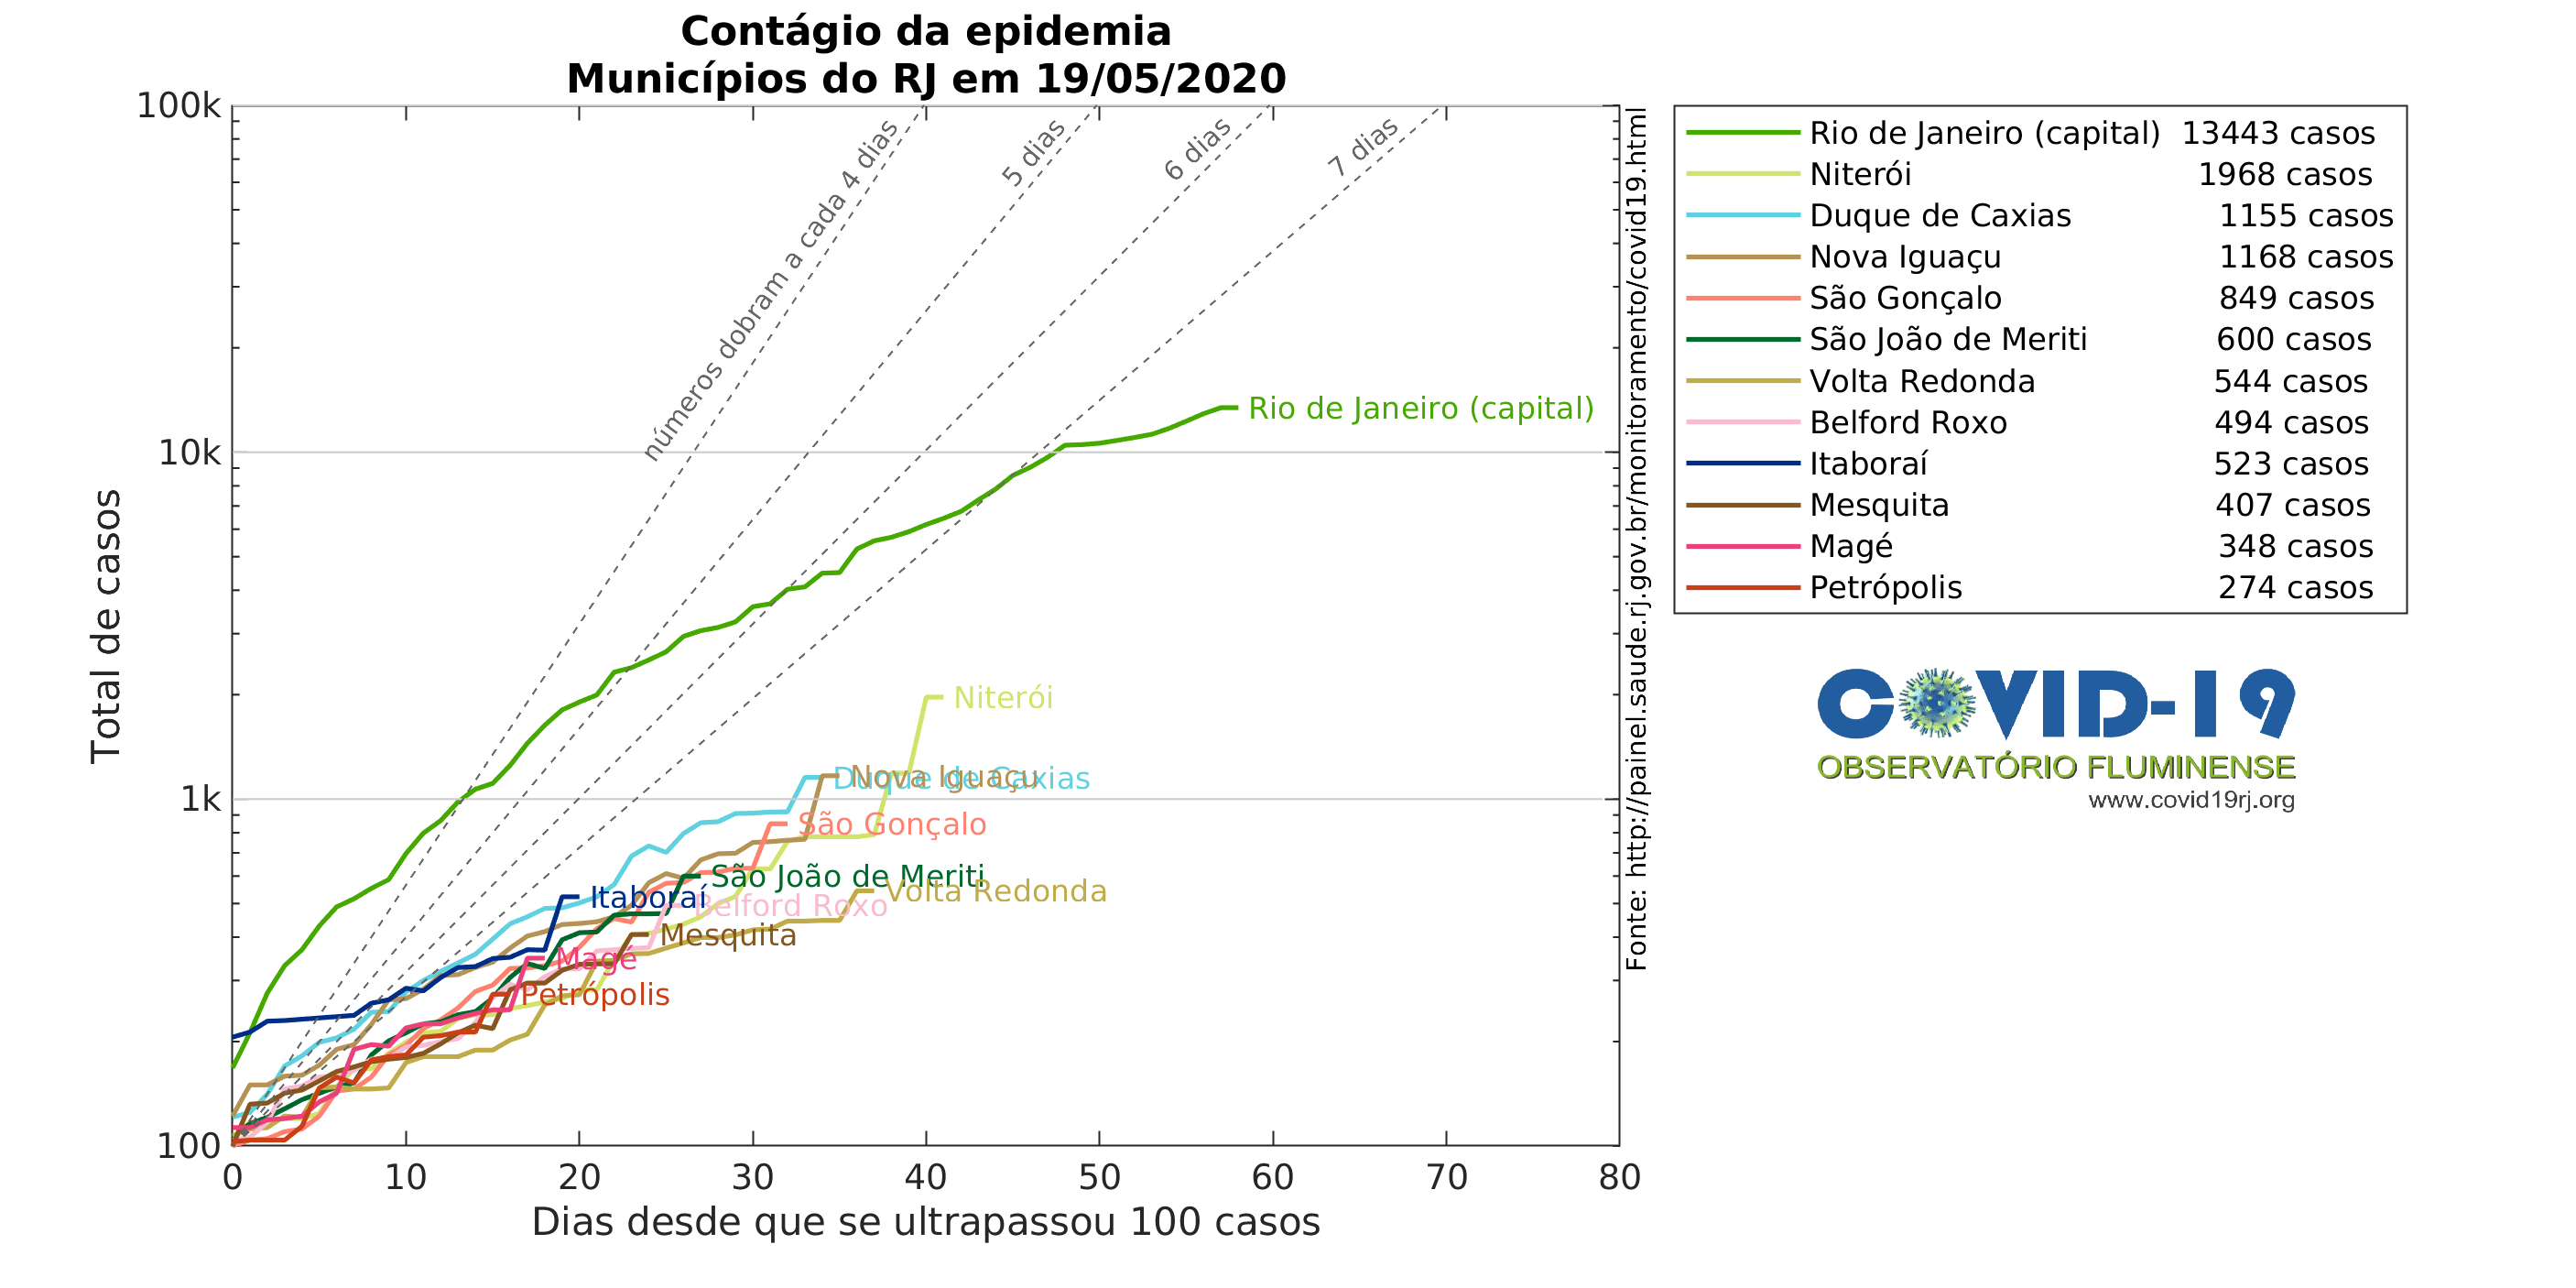 Contágio da epidemia
Municípios do RJ em 19/05/2020
Total de casos
100k
10k
1k
100
números dobram a cada 4 dias
5 dias
6 dias
7 dias
Rio de Janeiro (capital)
Niterói
Duque de Caxias
Nova Iguaçu
São Gonçalo
São João de Meriti
Volta Redonda
Itaboraí
Belford Roxo
Mesquita
Magé
Petrópolis
0 10 20 30 40 50 60 70 80
Dias desde que se ultrapassou 100 casos
Fonte: http://painel.saude.rj.gov.br/monitoramento/covid19.html
Rio de Janeiro (capital) 13443 casos
Niterói 1968 casos
Duque de Caxias 1155 casos
Nova Iguaçu 1168 casos
São Gonçalo 849 casos
São João de Meriti 600 casos
Volta Redonda 544 casos
Belford Roxo 494 casos
Itaboraí 523 casos
Mesquita 407 casos
Magé 348 casos
Petrópolis 274 casos
COVID-19
OBSERVATÓRIO FLUMINENSE
www.covid19rj.org